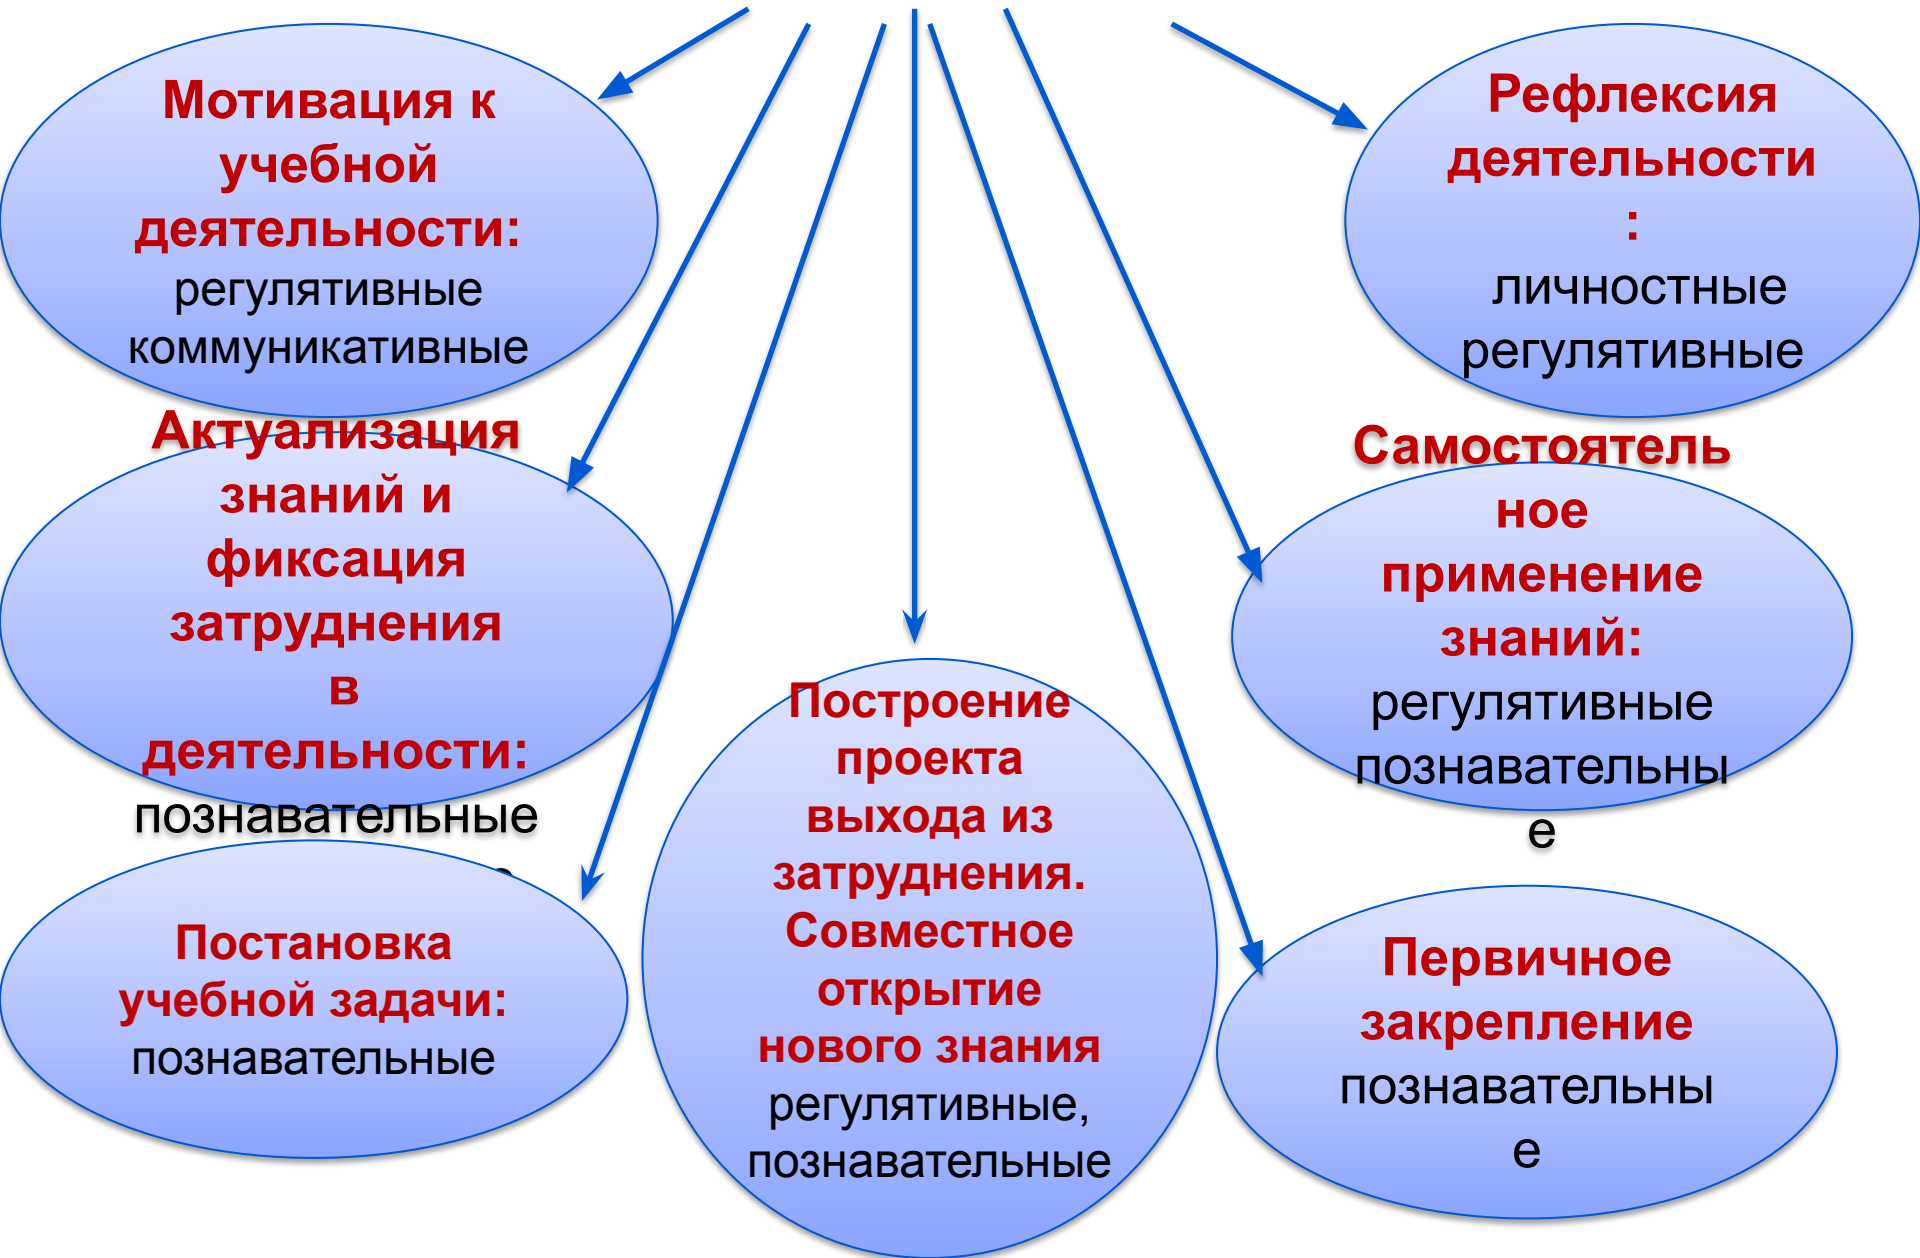 Мотивация к
учебной
деятельности:
регулятивные
коммуникативные
Актуализация
знаний и
фиксация
затруднения
в
деятельности:
познавательные
Постановка
учебной задачи:
познавательные
Построение
проекта
выхода из
затруднения.
Совместное
открытие
нового знания
регулятивные,
познавательные
Рефлексия
деятельности
:
личностные
регулятивные
Самостоятель
ное
применение
знаний:
регулятивные
познавательны
е
Первичное
закрепление
познавательны
е